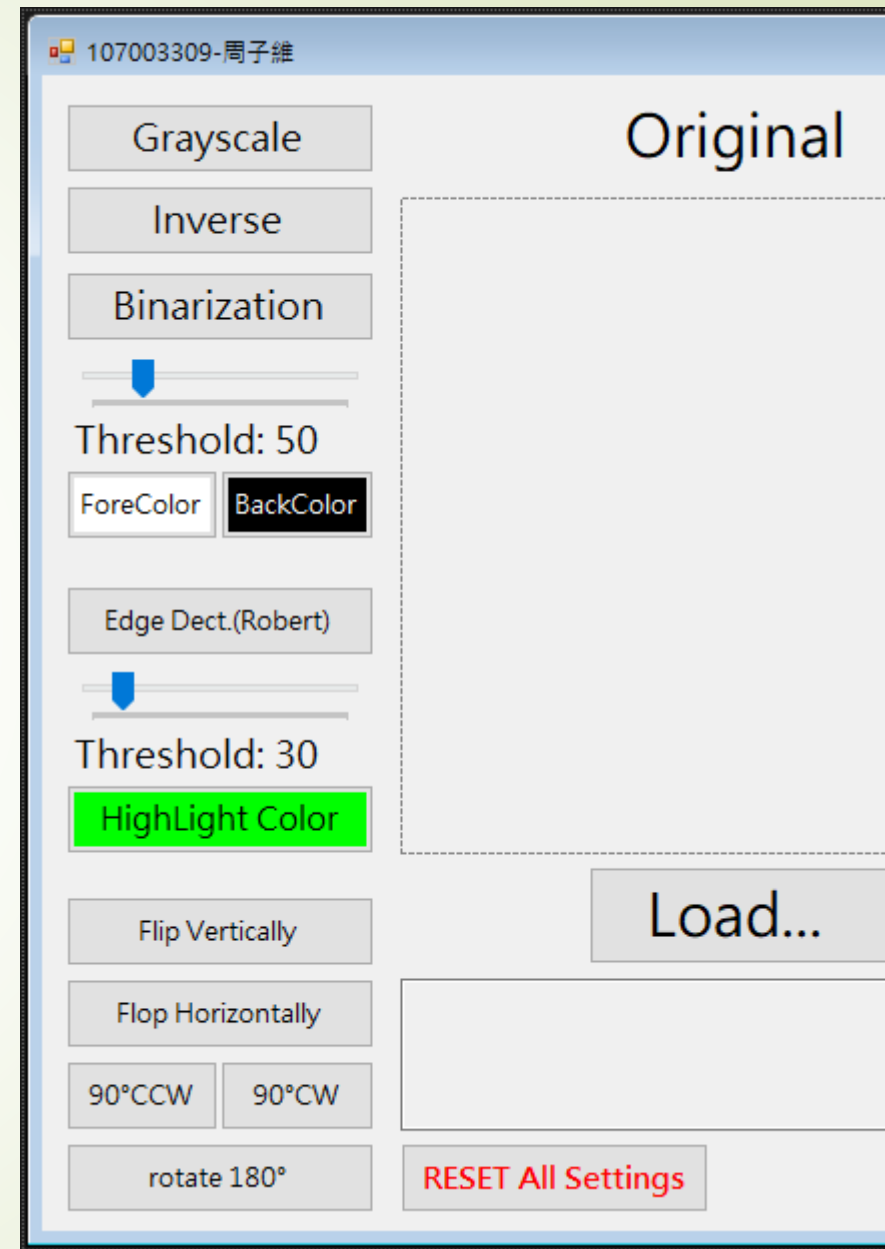 107003309-周子維
Grayscale
Inverse
Binarization
Threshold: 50
ForeColor
BackColor
Edge Dect.(Robert)
Threshold: 30
HighLight Color
Flip Vertically
Flop Horizontally
90°CCW
90°CW
rotate 180°
Original
Load...
RESET All Settings